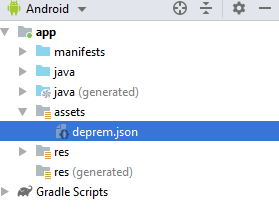 Android
app
manifests
java
java (generated)
assets
deprem.json
res
res (generated)
Gradle Scripts